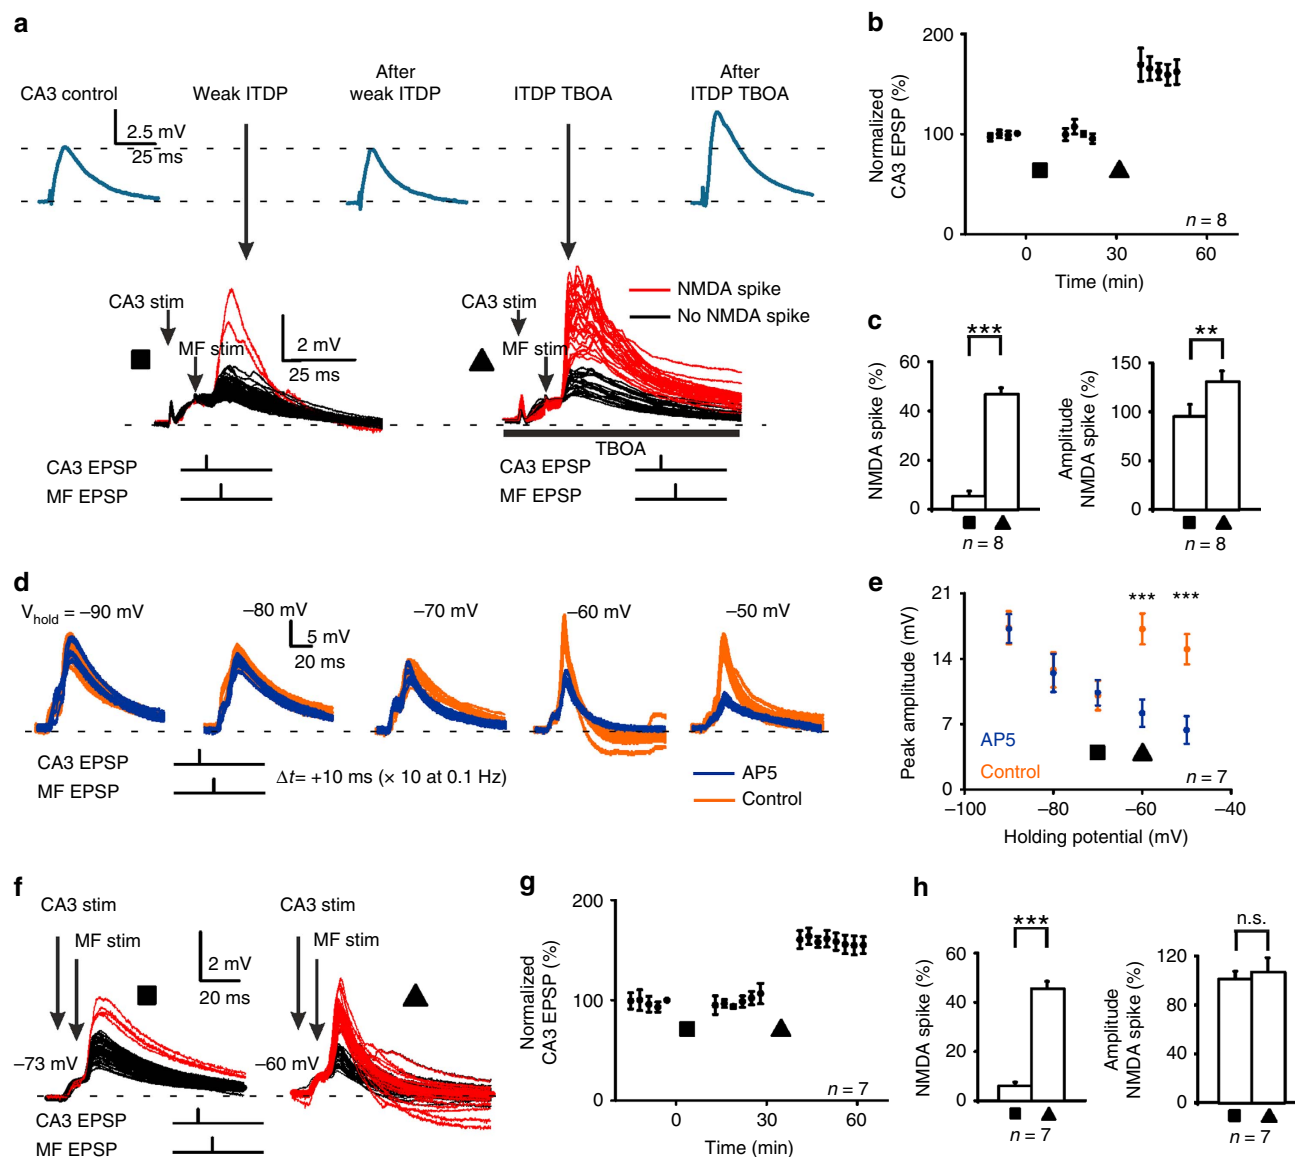 a
CA3 control
Weak ITDP
After
weak ITDP
ITDP TBOA
After
ITDP TBOA
2.5 mV
25 ms
CA3 stim
MF stim
2 mV
25 ms
CA3 stim
MF stim
NMDA spike
No NMDA spike
TBOA
CA3 EPSP
MF EPSP
CA3 EPSP
MF EPSP
b
Normalized
CA3 EPSP (%)
200
100
0
0
30
60
n = 8
Time (min)
c
NMDA spike (%)
60
40
20
0
***
n = 8
Amplitude
NMDA spike (%)
150
100
50
0
**
n = 8
d
Vhold = –90 mV
–80 mV
–70 mV
–60 mV
–50 mV
5 mV
20 ms
CA3 EPSP
MF EPSP
Δt= +10 ms (× 10 at 0.1 Hz)
AP5
Control
e
Peak amplitude (mV)
21
14
7
0
*** ***
AP5
Control
n = 7
–100
–80
–60
–40
Holding potential (mV)
f
CA3 stim
MF stim
2 mV
20 ms
–73 mV
CA3 stim
MF stim
–60 mV
CA3 EPSP
MF EPSP
g
Normalized
CA3 EPSP (%)
200
100
0
0
30
60
n = 7
Time (min)
h
NMDA spike (%)
60
40
20
0
***
n = 7
Amplitude
NMDA spike (%)
120
80
40
0
n.s.
n = 7